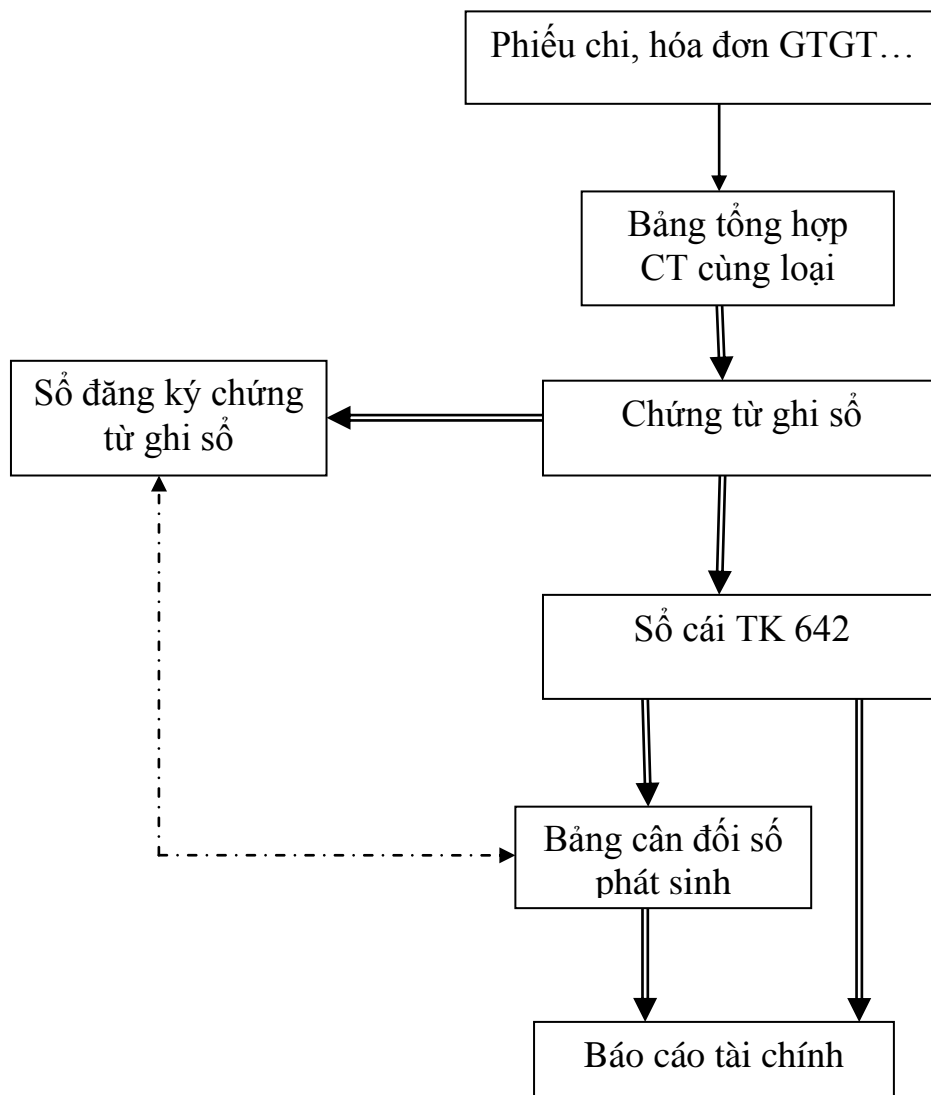 Phiếu chi, hóa đơn GTGT…
Bảng tổng hợp
CT cùng loại
Sổ đăng ký chứng
từ ghi sổ
Chứng từ ghi sổ
Sổ cái TK 642
Bảng cân đối số
phát sinh
Báo cáo tài chính